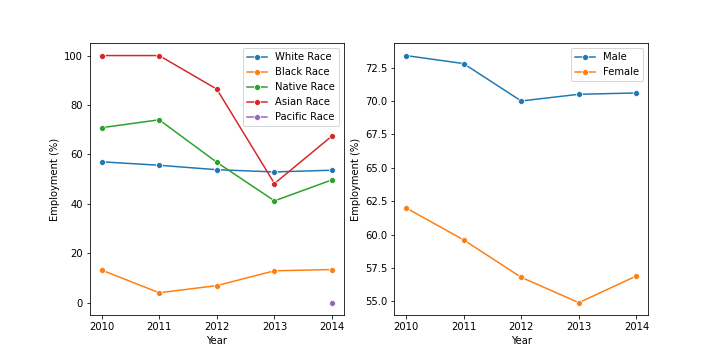 Employment (%)
100
80
60
40
20
0
2010 2011 2012 2013 2014
Year
White Race
Black Race
Native Race
Asian Race
Pacific Race
Employment (%)
72.5
70.0
67.5
65.0
62.5
60.0
57.5
55.0
2010 2011 2012 2013 2014
Year
Male
Female